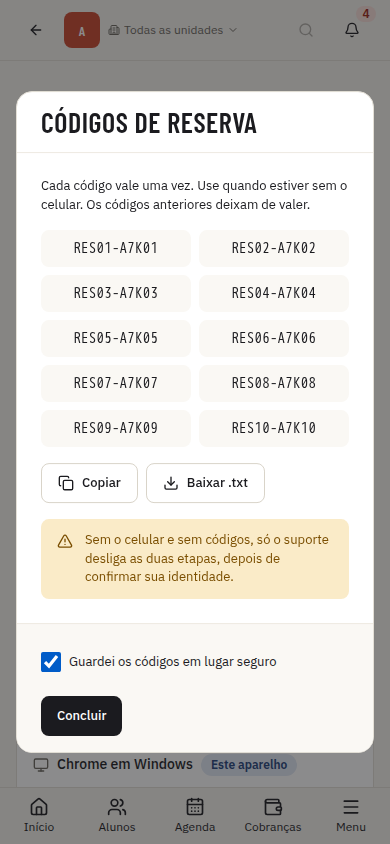 A
Todas as unidades
4
CÓDIGOS DE RESERVA
Cada código vale uma vez. Use quando estiver sem o
celular. Os códigos anteriores deixam de valer.
RES01-A7K01
RES02-A7K02
RES03-A7K03
RES04-A7K04
RES05-A7K05
RES06-A7K06
RES07-A7K07
RES08-A7K08
RES09-A7K09
RES10-A7K10
Copiar
Baixar .txt
Sem o celular e sem códigos, só o suporte
desliga as duas etapas, depois de
confirmar sua identidade.
Guardei os códigos em lugar seguro
Concluir
Chrome em Windows
Este aparelho
Início
Alunos
Agenda
Cobranças
Menu